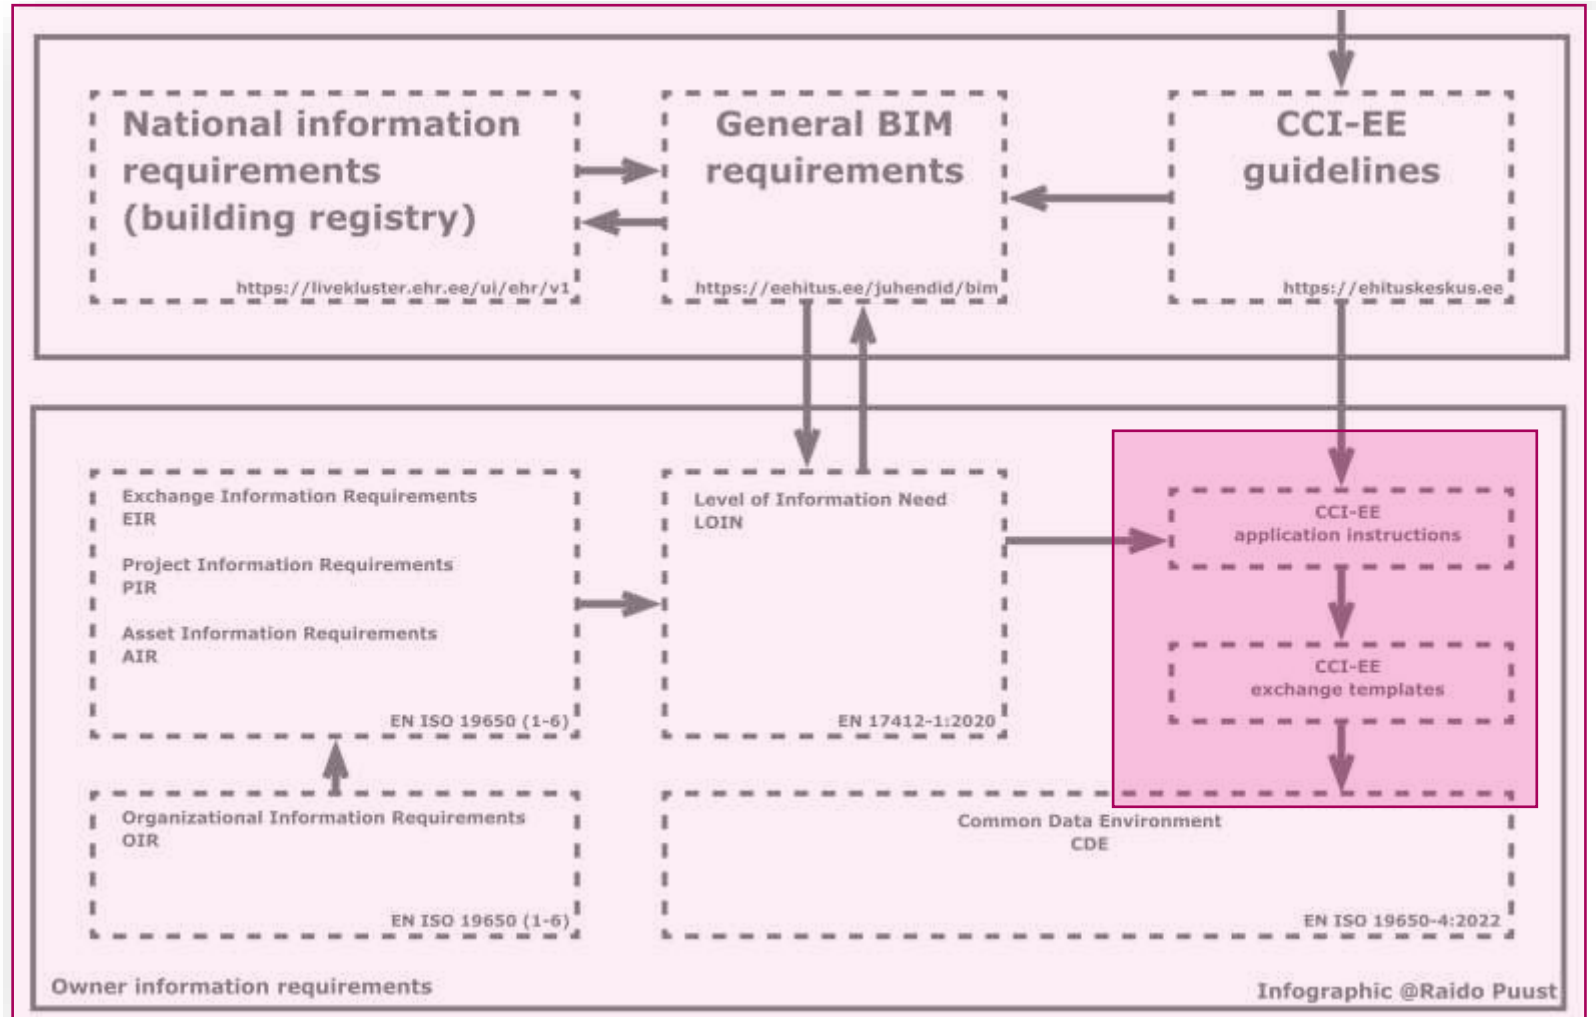 National information
requirements
(building registry)
https://livekluster.ehr.ee/ui/ehr/v1
General BIM
requirements
https://eehitus.ee/juhendid/bim
CCI-EE
guidelines
https://ehituskeskus.ee
Exchange Information Requirements
EIR
Project Information Requirements
PIR
Asset Information Requirements
AIR
EN ISO 19650 (1-6)
Level of Information Need
LOIN
EN 17412-1:2020
CCI-EE
application instructions
CCI-EE
exchange templates
Organizational Information Requirements
OIR
EN ISO 19650 (1-6)
Common Data Environment
CDE
EN ISO 19650-4:2022
Owner information requirements
Infographic @Raido Puust